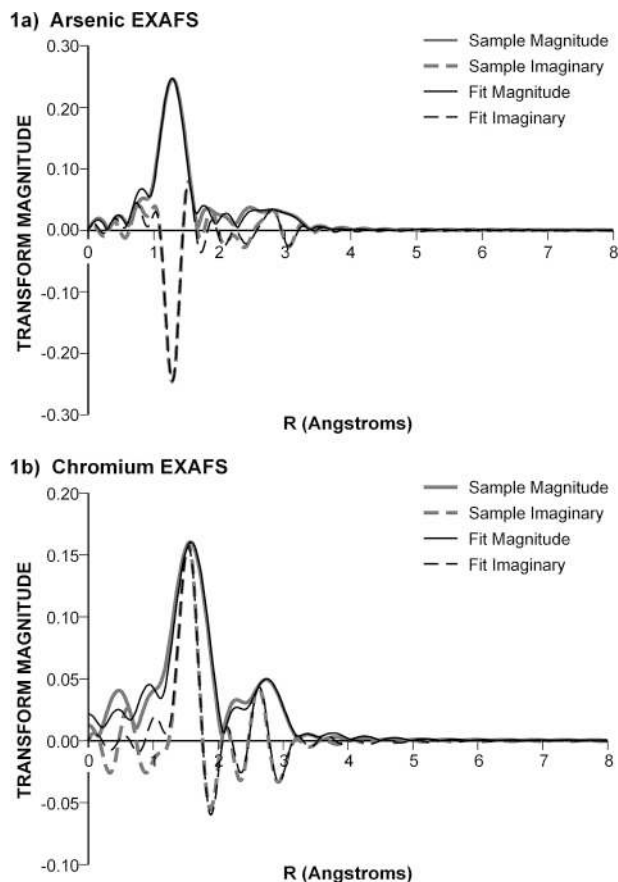 1a) Arsenic EXAFS
0.30
0.20
0.10
0.00
-0.10
-0.20
-0.30
TRANSFORM MAGNITUDE
Sample Magnitude
Sample Imaginary
Fit Magnitude
Fit Imaginary
0 1 2 3 4 5 6 7 8
R (Angstroms)
1b) Chromium EXAFS
0.20
0.15
0.10
0.05
0.00
-0.05
-0.10
TRANSFORM MAGNITUDE
Sample Magnitude
Sample Imaginary
Fit Magnitude
Fit Imaginary
0 1 2 3 4 5 6 7 8
R (Angstroms)